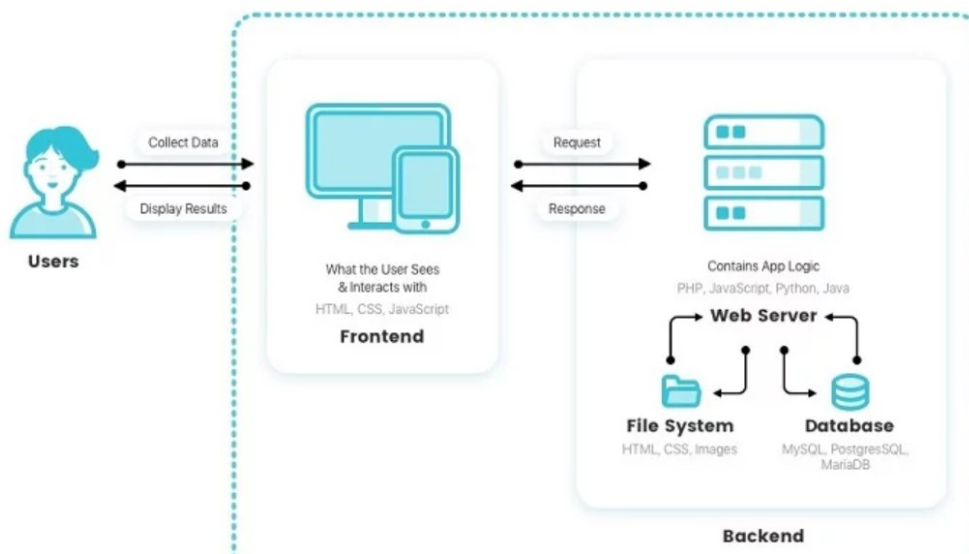 Collect Data
Display Results
Users
What the User Sees
& Interacts with
HTML, CSS, JavaScript
Frontend
Request
Response
Contains App Logic
PHP, JavaScript, Python, Java
Web Server
File System
HTML, CSS, Images
Database
MySQL, PostgresSQL,
MariaDB
Backend